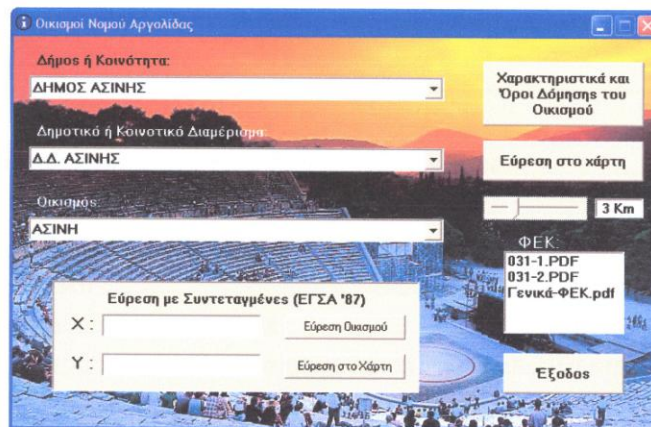 Οικισμοί Νομού Αργολίδας
Δήμος ή Κοινότητα:
ΔΗΜΟΣ ΑΣΙΝΗΣ
Δημοτικό ή Κοινοτικό Διαμέρισμα:
Δ.Δ. ΑΣΙΝΗΣ
Οικισμός
ΑΣΙΝΗ
Χαρακτηριστικά και
Όροι Δόμησης του
Οικισμού
Εύρεση στο χάρτη
3 Km
ΦΕΚ:
031-1.PDF
031-2.PDF
Γενικά-ΦΕΚ.pdf
Εύρεση με Συντεταγμένες (ΕΓΣΑ '87)
X :
Εύρεση Οικισμού
Y :
Εύρεση στο Χάρτη
Έξοδος